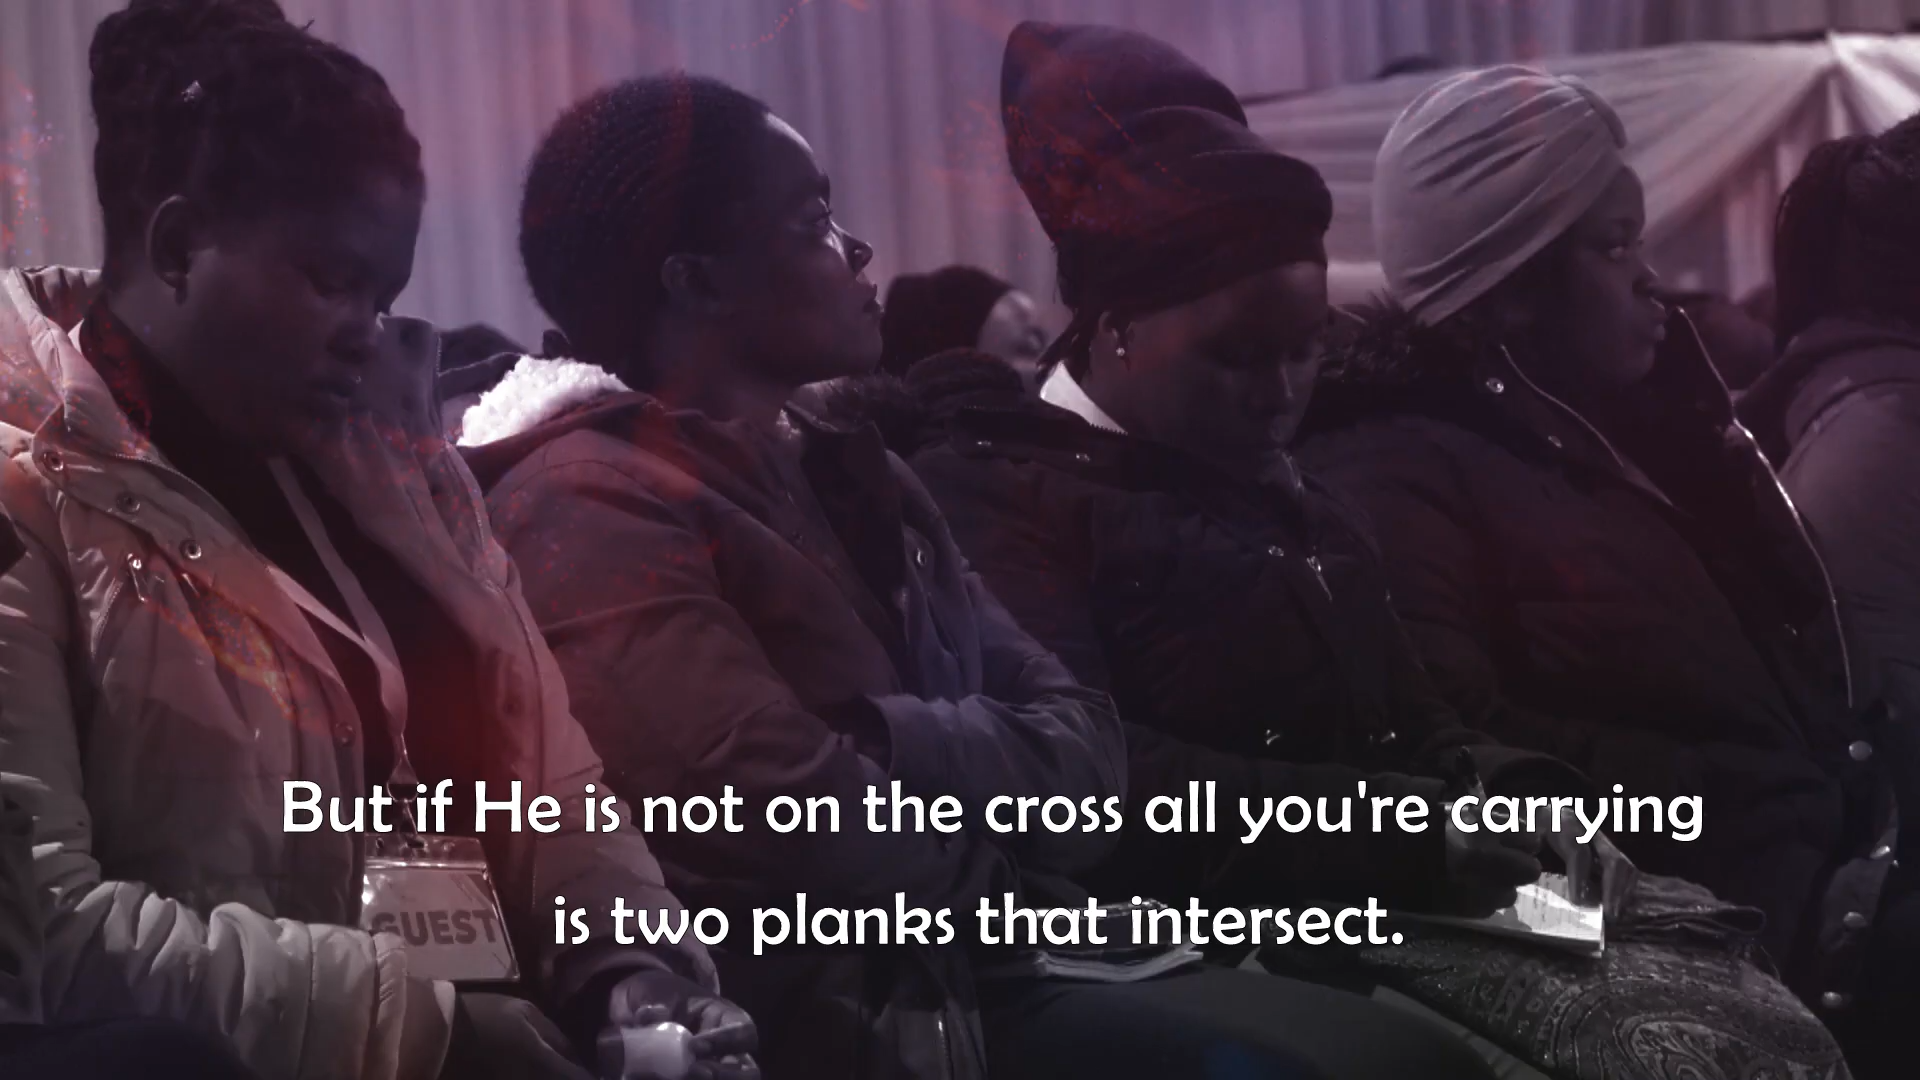 But if He is not on the cross all you're carrying
is two planks that intersect.
GUEST